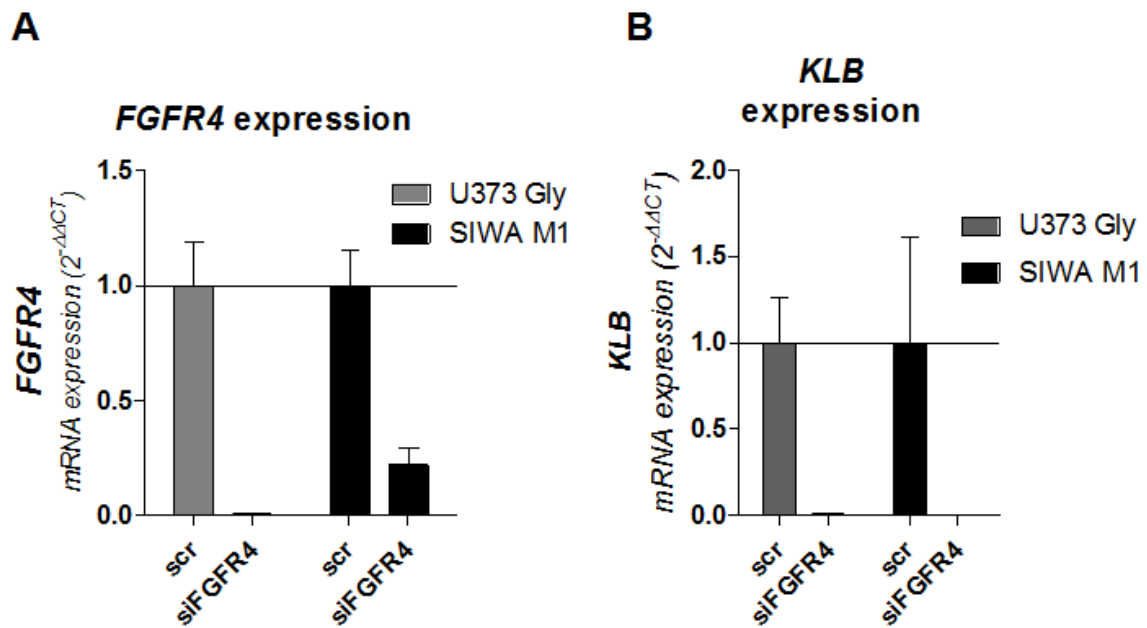 A
FGFR4 expression
FGFR4
mRNA expression (2^-ΔΔCT)
1.5
1.0
0.5
0.0
U373 Gly
SIWA M1
scr
siFGFR4
scr
siFGFR4
B
KLB
expression
KLB
mRNA expression (2^-ΔΔCT)
2.0
1.5
1.0
0.5
0.0
U373 Gly
SIWA M1
scr
siFGFR4
scr
siFGFR4